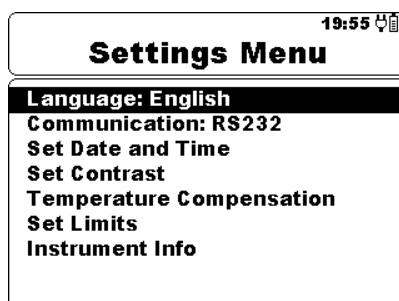 19:55
Settings Menu
Language: English
Communication: RS232
Set Date and Time
Set Contrast
Temperature Compensation
Set Limits
Instrument Info